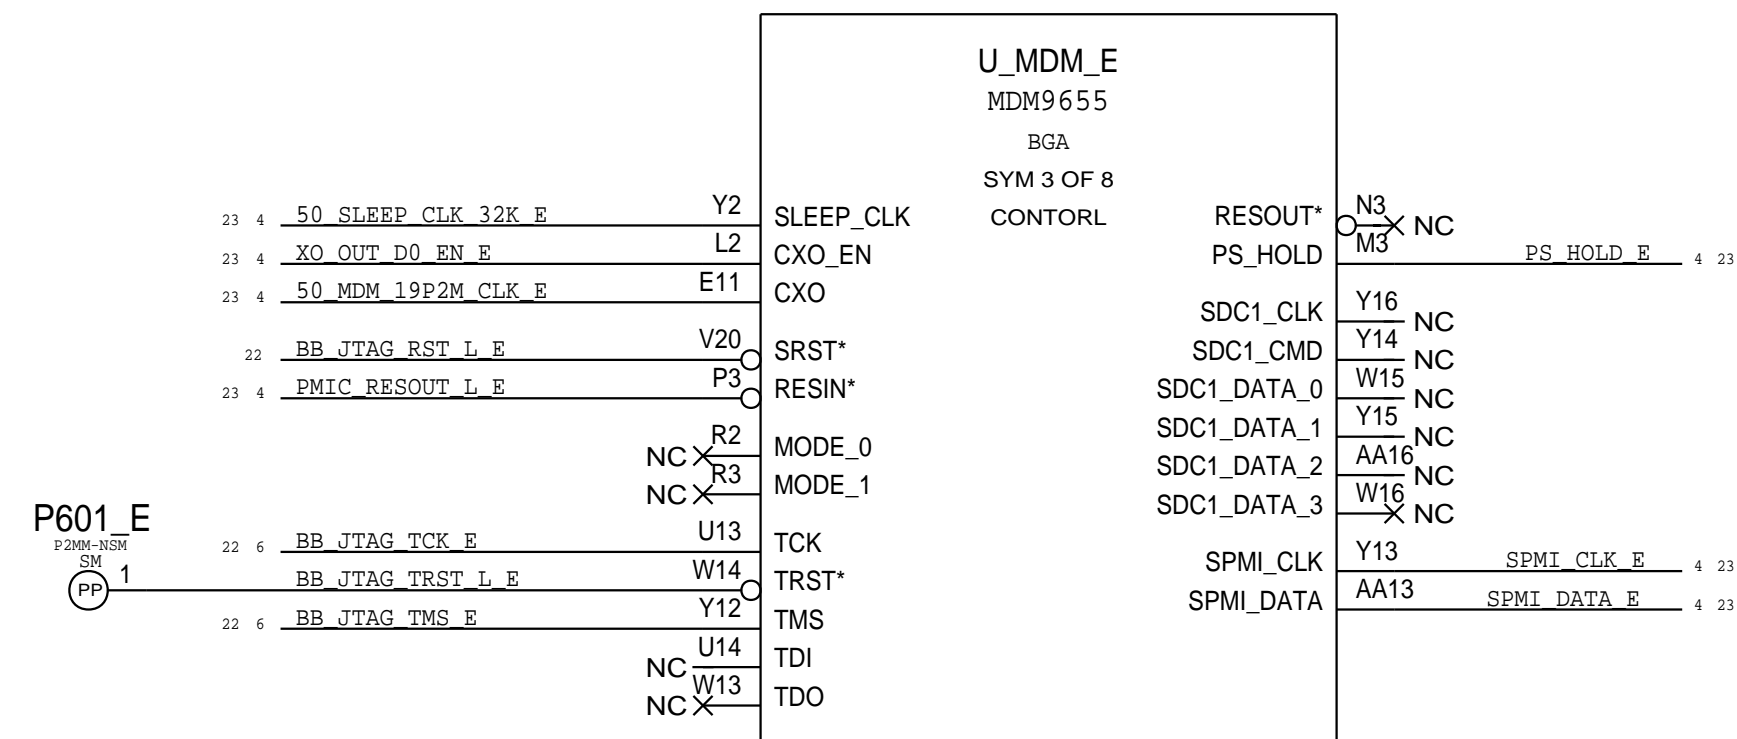 U_MDM_E
MDM9655
BGA
SYM 3 OF 8
CONTORL
23 4 50_SLEEP_CLK_32K_E Y2 SLEEP_CLK
23 4 XO_OUT_D0_EN_E L2 CXO_EN
23 4 50_MDM_19P2M_CLK_E E11 CXO
22 BB_JTAG_RST_L_E V20 SRST*
23 4 PMIC_RESOUT_L_E P3 RESIN*
NC R2 MODE_0
NC R3 MODE_1
P601_E
P2MM-NSM
SM
PP 1
22 6 BB_JTAG_TCK_E U13 TCK
BB_JTAG_TRST_L_E W14 TRST*
22 6 BB_JTAG_TMS_E Y12 TMS
NC U14 TDI
NC W13 TDO
RESOUT* N3 NC
PS_HOLD M3 PS_HOLD_E 4 23
SDC1_CLK Y16 NC
SDC1_CMD Y14 NC
SDC1_DATA_0 W15 NC
SDC1_DATA_1 Y15 NC
SDC1_DATA_2 AA16 NC
SDC1_DATA_3 W16 NC
SPMI_CLK Y13 SPMI_CLK_E 4 23
SPMI_DATA AA13 SPMI_DATA_E 4 23